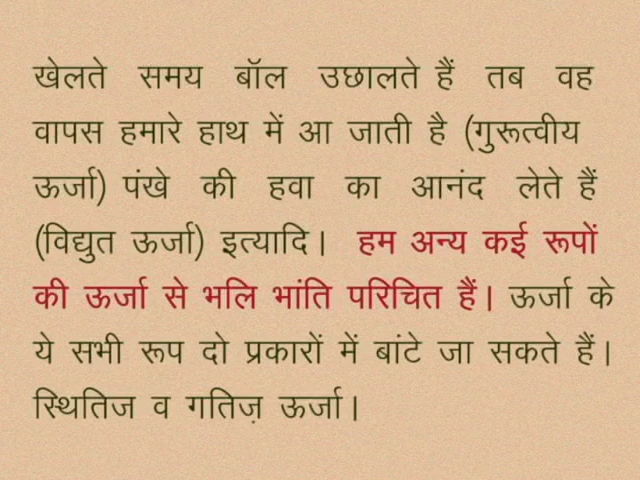 खेलते समय बॉल उछालते हैं तब वह
वापस हमारे हाथ में आ जाती है (गुरूत्वीय
ऊर्जा) पंखे की हवा का आनंद लेते हैं
(विद्युत ऊर्जा) इत्यादि। हम अन्य कई रूपों
की ऊर्जा से भलि भांति परिचित हैं। ऊर्जा के
ये सभी रूप दो प्रकारों में बांटे जा सकते हैं।
स्थितिज व गतिज़ ऊर्जा।